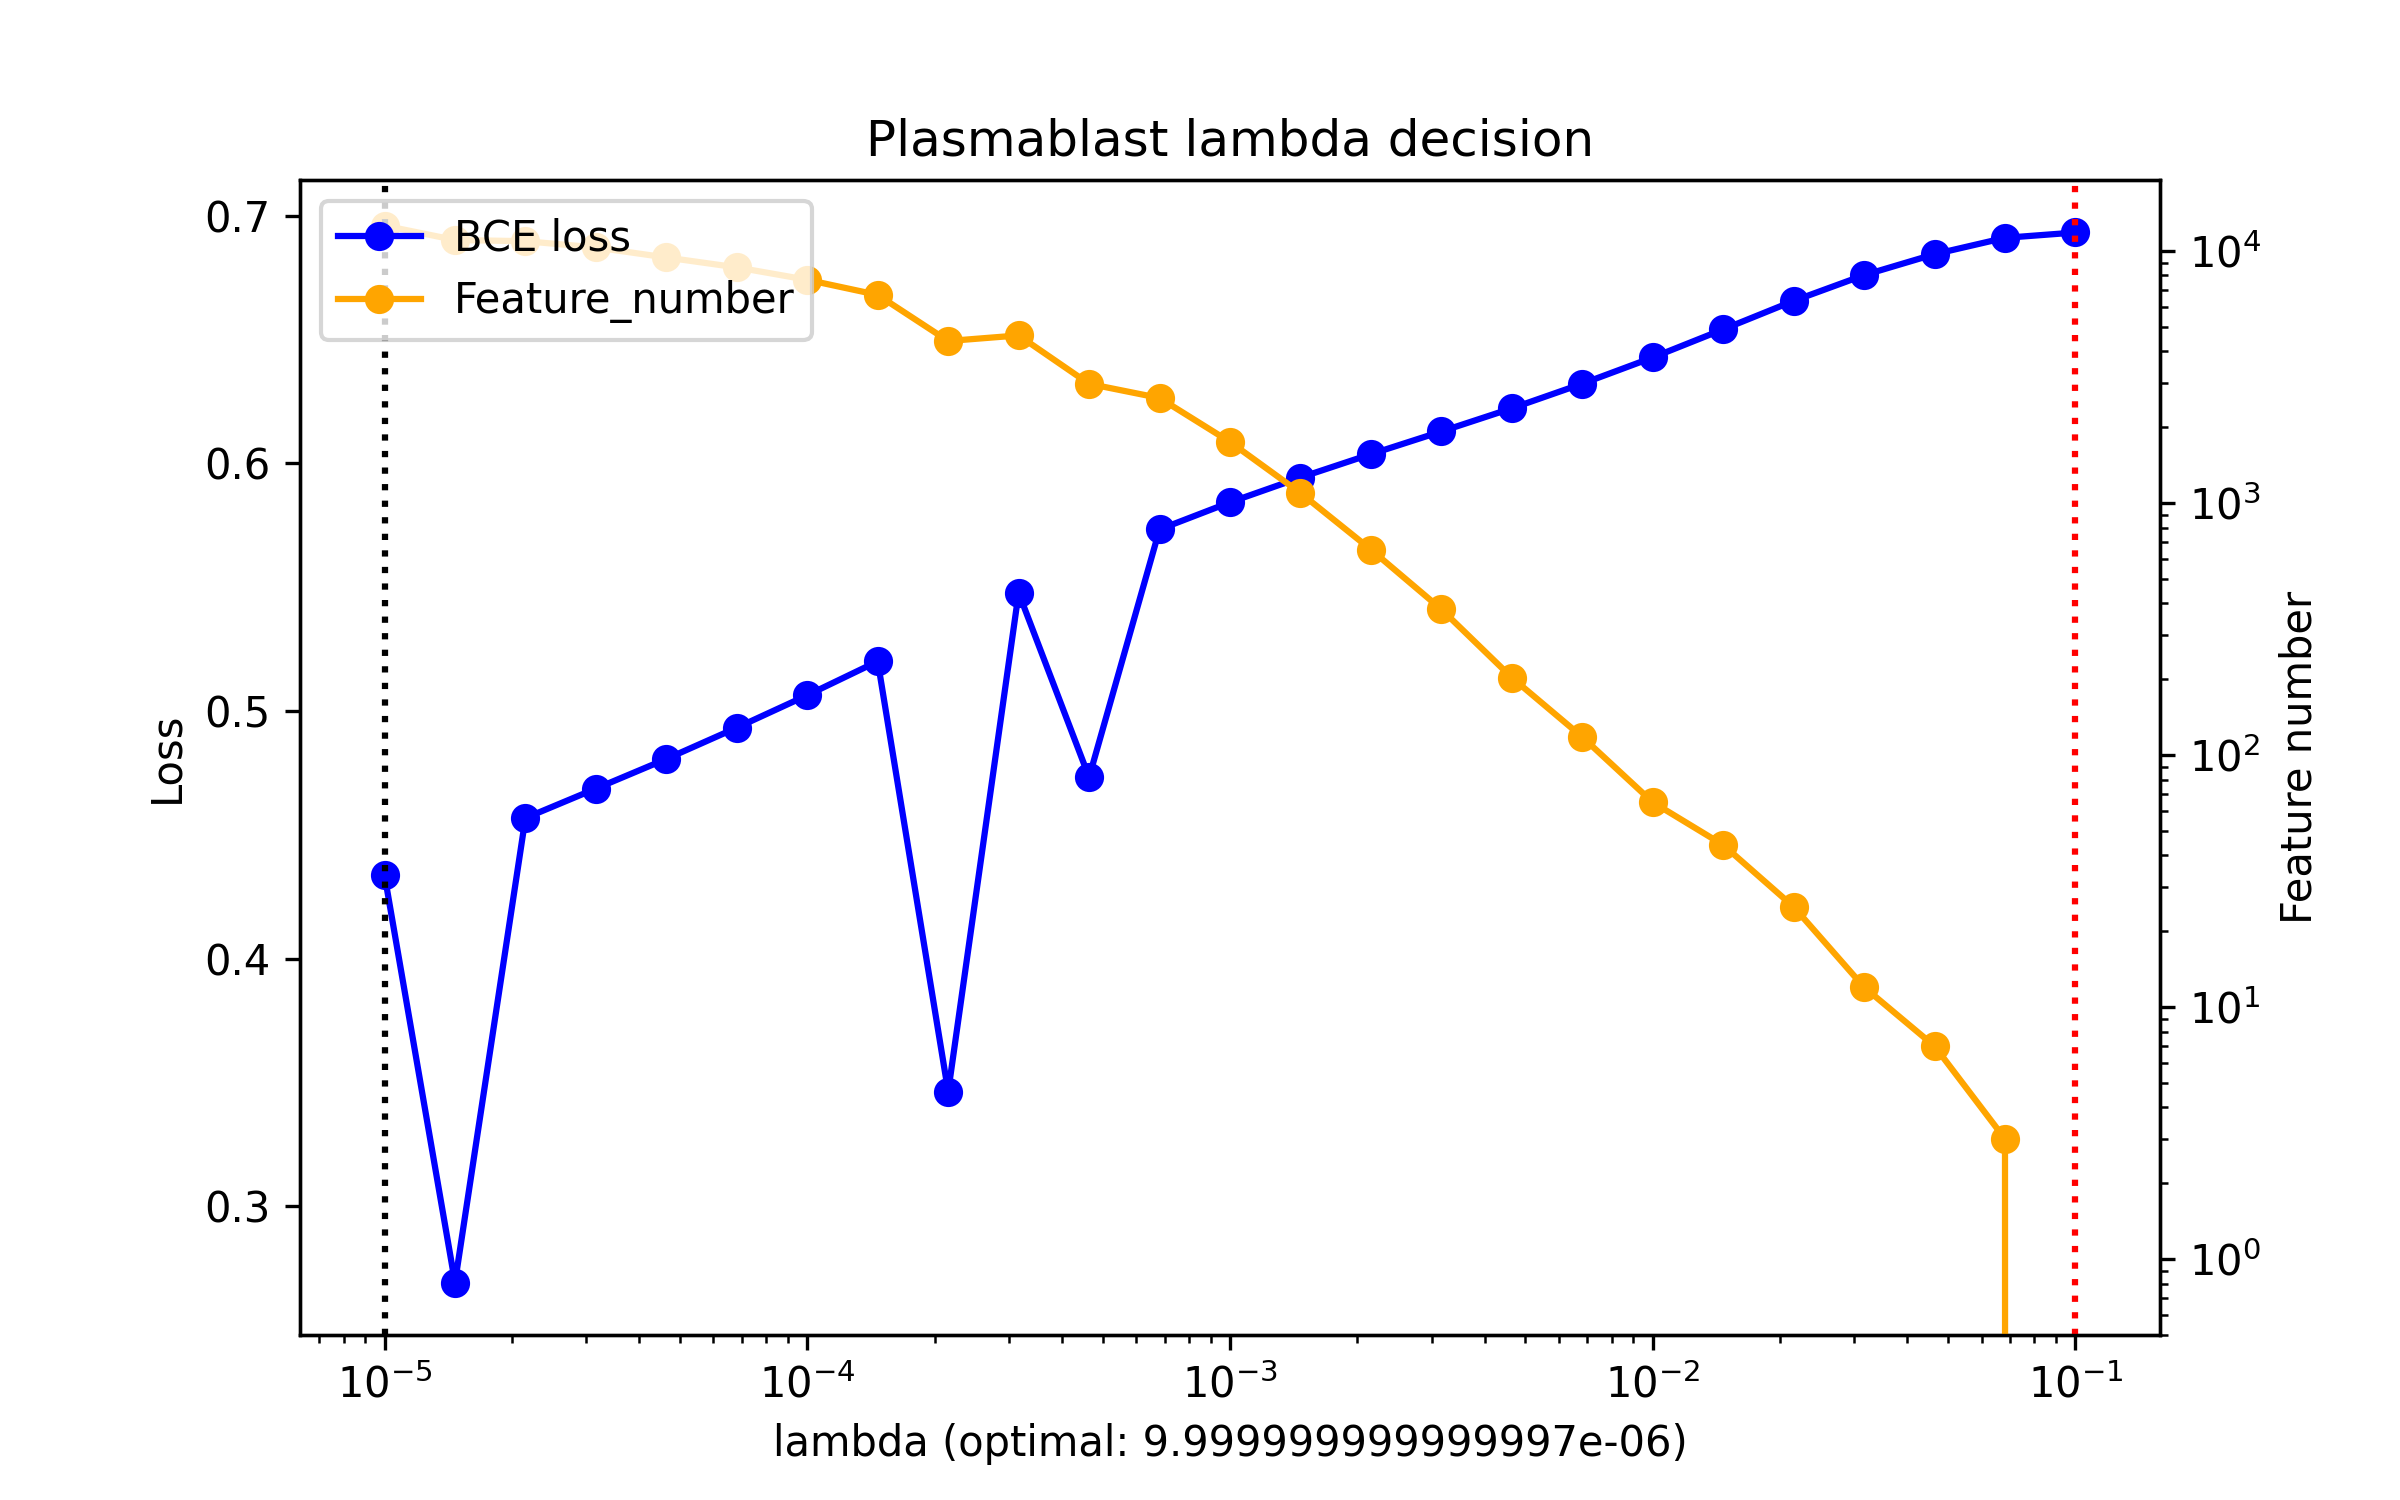 Plasmablast lambda decision
BCE loss
Feature_number
Loss
0.7
0.6
0.5
0.4
0.3
Feature number
10⁴
10³
10²
10¹
10⁰
10⁻⁵ 10⁻⁴ 10⁻³ 10⁻² 10⁻¹
lambda (optimal: 9.999999999999997e-06)